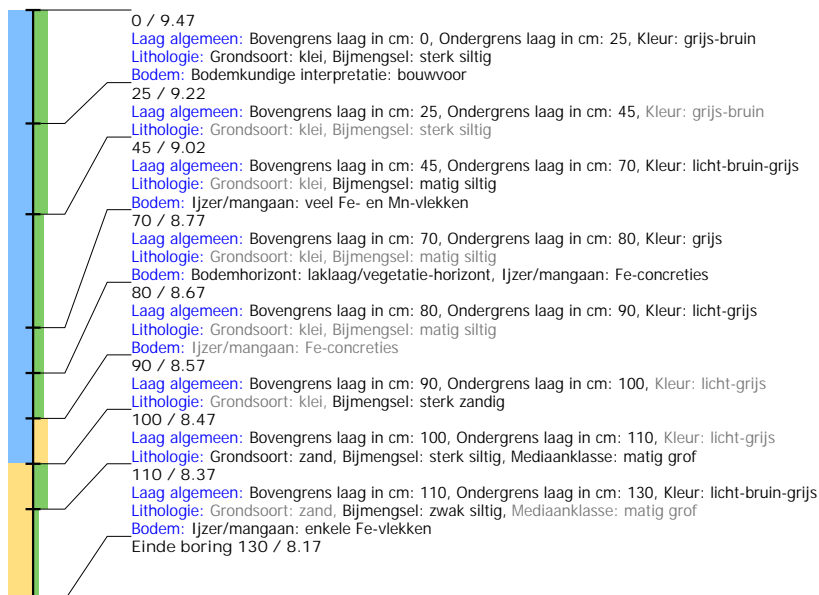 0 / 9.47
Laag algemeen: Bovengrens laag in cm: 0, Ondergrens laag in cm: 25, Kleur: grijs-bruin
Lithologie: Grondsoort: klei, Bijmengsel: sterk siltig
Bodem: Bodemkundige interpretatie: bouwvoor
25 / 9.22
Laag algemeen: Bovengrens laag in cm: 25, Ondergrens laag in cm: 45, Kleur: grijs-bruin
Lithologie: Grondsoort: klei, Bijmengsel: sterk siltig
45 / 9.02
Laag algemeen: Bovengrens laag in cm: 45, Ondergrens laag in cm: 70, Kleur: licht-bruin-grijs
Lithologie: Grondsoort: klei, Bijmengsel: matig siltig
Bodem: Ijzer/mangaan: veel Fe- en Mn-vlekken
70 / 8.77
Laag algemeen: Bovengrens laag in cm: 70, Ondergrens laag in cm: 80, Kleur: grijs
Lithologie: Grondsoort: klei, Bijmengsel: matig siltig
Bodem: Bodemhorizont: laklaag/vegetatie-horizont, Ijzer/mangaan: Fe-concreties
80 / 8.67
Laag algemeen: Bovengrens laag in cm: 80, Ondergrens laag in cm: 90, Kleur: licht-grijs
Lithologie: Grondsoort: klei, Bijmengsel: matig siltig
Bodem: Ijzer/mangaan: Fe-concreties
90 / 8.57
Laag algemeen: Bovengrens laag in cm: 90, Ondergrens laag in cm: 100, Kleur: licht-grijs
Lithologie: Grondsoort: klei, Bijmengsel: sterk zandig
100 / 8.47
Laag algemeen: Bovengrens laag in cm: 100, Ondergrens laag in cm: 110, Kleur: licht-grijs
Lithologie: Grondsoort: zand, Bijmengsel: sterk siltig, Mediaanklasse: matig grof
110 / 8.37
Laag algemeen: Bovengrens laag in cm: 110, Ondergrens laag in cm: 130, Kleur: licht-bruin-grijs
Lithologie: Grondsoort: zand, Bijmengsel: zwak siltig, Mediaanklasse: matig grof
Bodem: Ijzer/mangaan: enkele Fe-vlekken
Einde boring 130 / 8.17